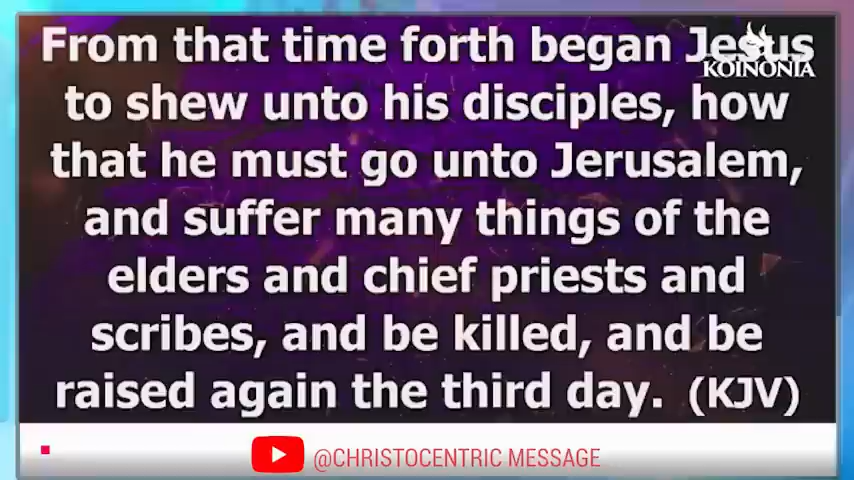 From that time forth began Jesus
KOINONIA
to shew unto his disciples, how
that he must go unto Jerusalem,
and suffer many things of the
elders and chief priests and
scribes, and be killed, and be
raised again the third day. (KJV)
@CHRISTOCENTRIC MESSAGE